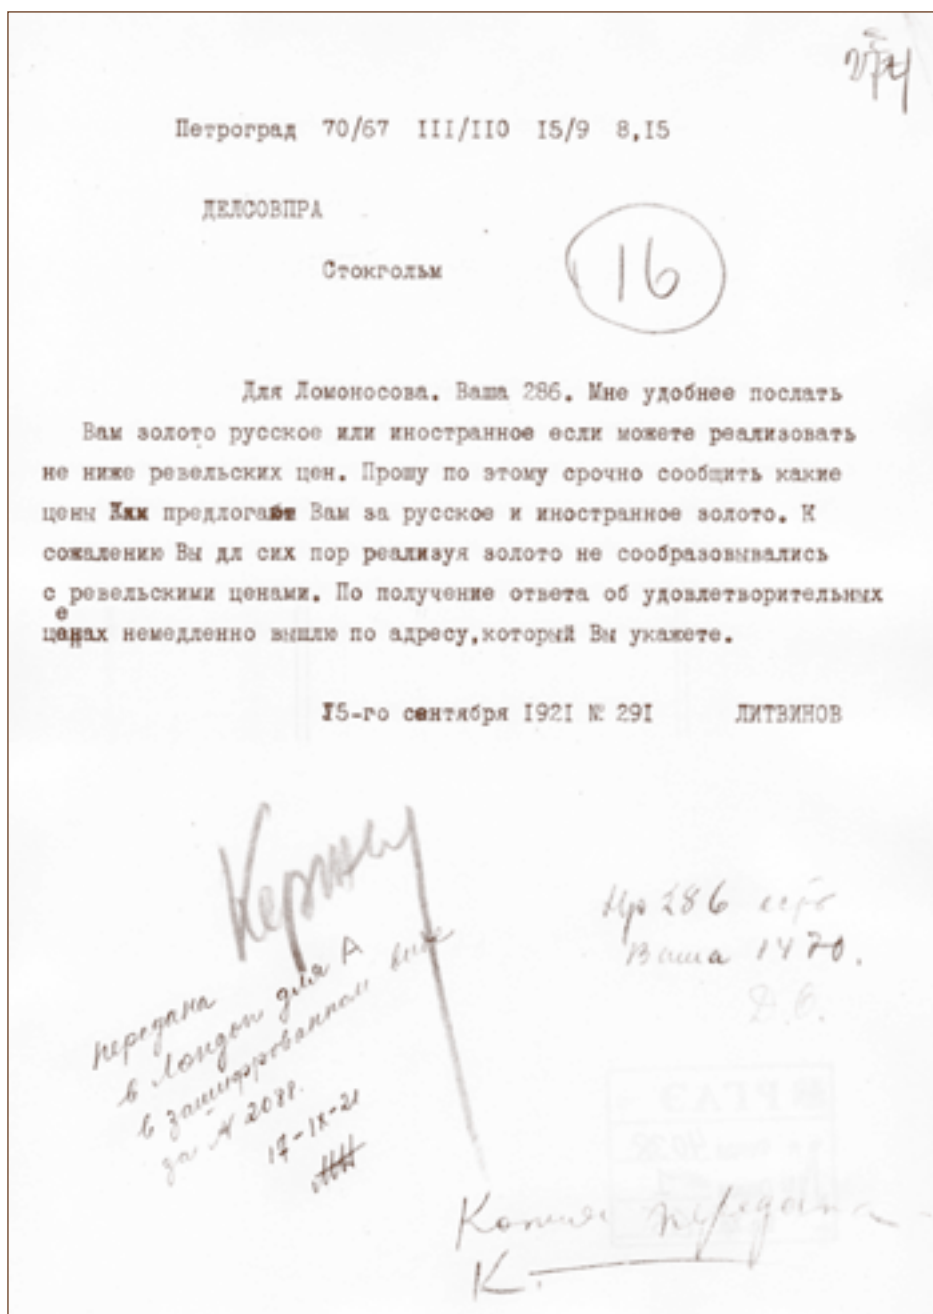 Петроград 70/67 III/II0 I5/9 8,I5
ДЕЛСОВПРА
Стокгольм
16
Для Ломоносова. Ваша 286. Мне удобнее послать
Вам золото русское или иностранное если можете реализовать
не ниже ревельских цен. Прошу по этому срочно сообщить какие
цены предлогают Вам за русское и иностранное золото. К
сожалению Вы дл сих пор реализуя золото не сообразовывались
с ревельскими ценами. По получение ответа об удовлетворительных
ценах немедленно вышлю по адресу,который Вы укажете.
I5-го сентября I92I № 29I ЛИТВИНОВ
Нр 286 есть
Ваша 1470.
передана
в Лондон для А
в зашифрованном виде
за № 2088.
17-IX-21
Копия передана
К.
РГАЭ